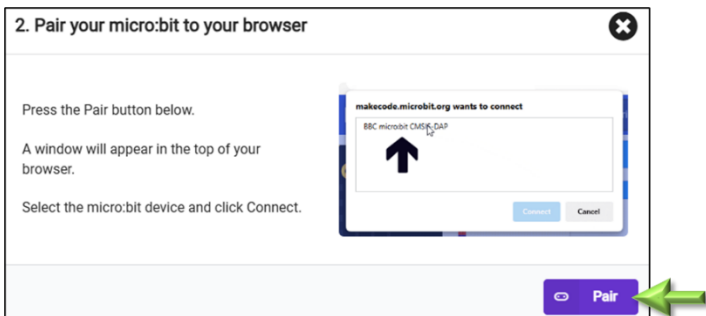 2. Pair your micro:bit to your browser
Press the Pair button below.
A window will appear in the top of your
browser.
Select the micro:bit device and click Connect.
makecode.microbit.org wants to connect
BBC micro:bit CMSIS-DAP
Connect
Cancel
Pair